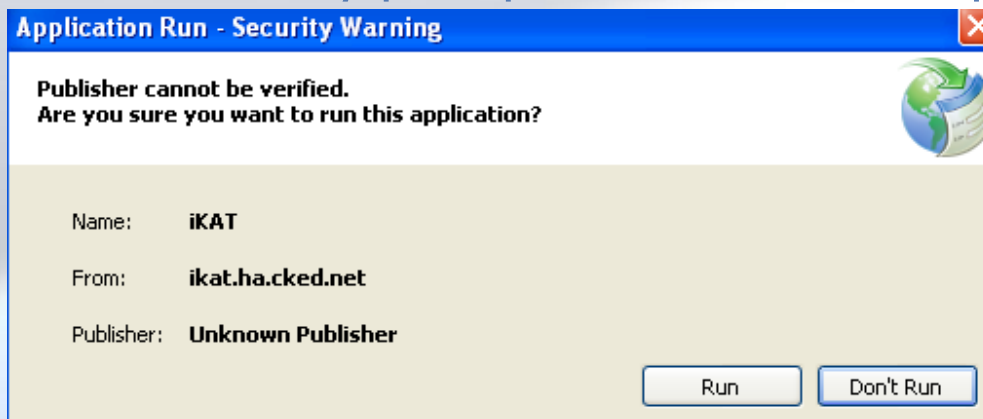 Application Run - Security Warning
Publisher cannot be verified.
Are you sure you want to run this application?
Name: iKAT
From: ikat.ha.cked.net
Publisher: Unknown Publisher
Run Don't Run